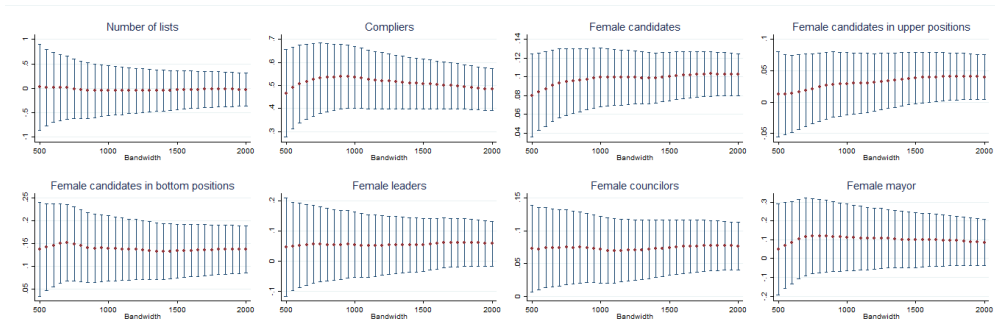 Number of lists
.1
.5
0
-.5
-.1
500 1000 1500 2000
Bandwidth
Compliers
.7
.6
.5
.4
.3
500 1000 1500 2000
Bandwidth
Female candidates
.14
.12
.1
.08
.06
.04
500 1000 1500 2000
Bandwidth
Female candidates in upper positions
.1
.05
0
-.05
500 1000 1500 2000
Bandwidth
Female candidates in bottom positions
.25
.2
.15
.1
.05
500 1000 1500 2000
Bandwidth
Female leaders
.2
.1
0
-.1
500 1000 1500 2000
Bandwidth
Female councilors
.15
.1
.05
0
500 1000 1500 2000
Bandwidth
Female mayor
.3
.2
.1
0
-.1
-.2
500 1000 1500 2000
Bandwidth